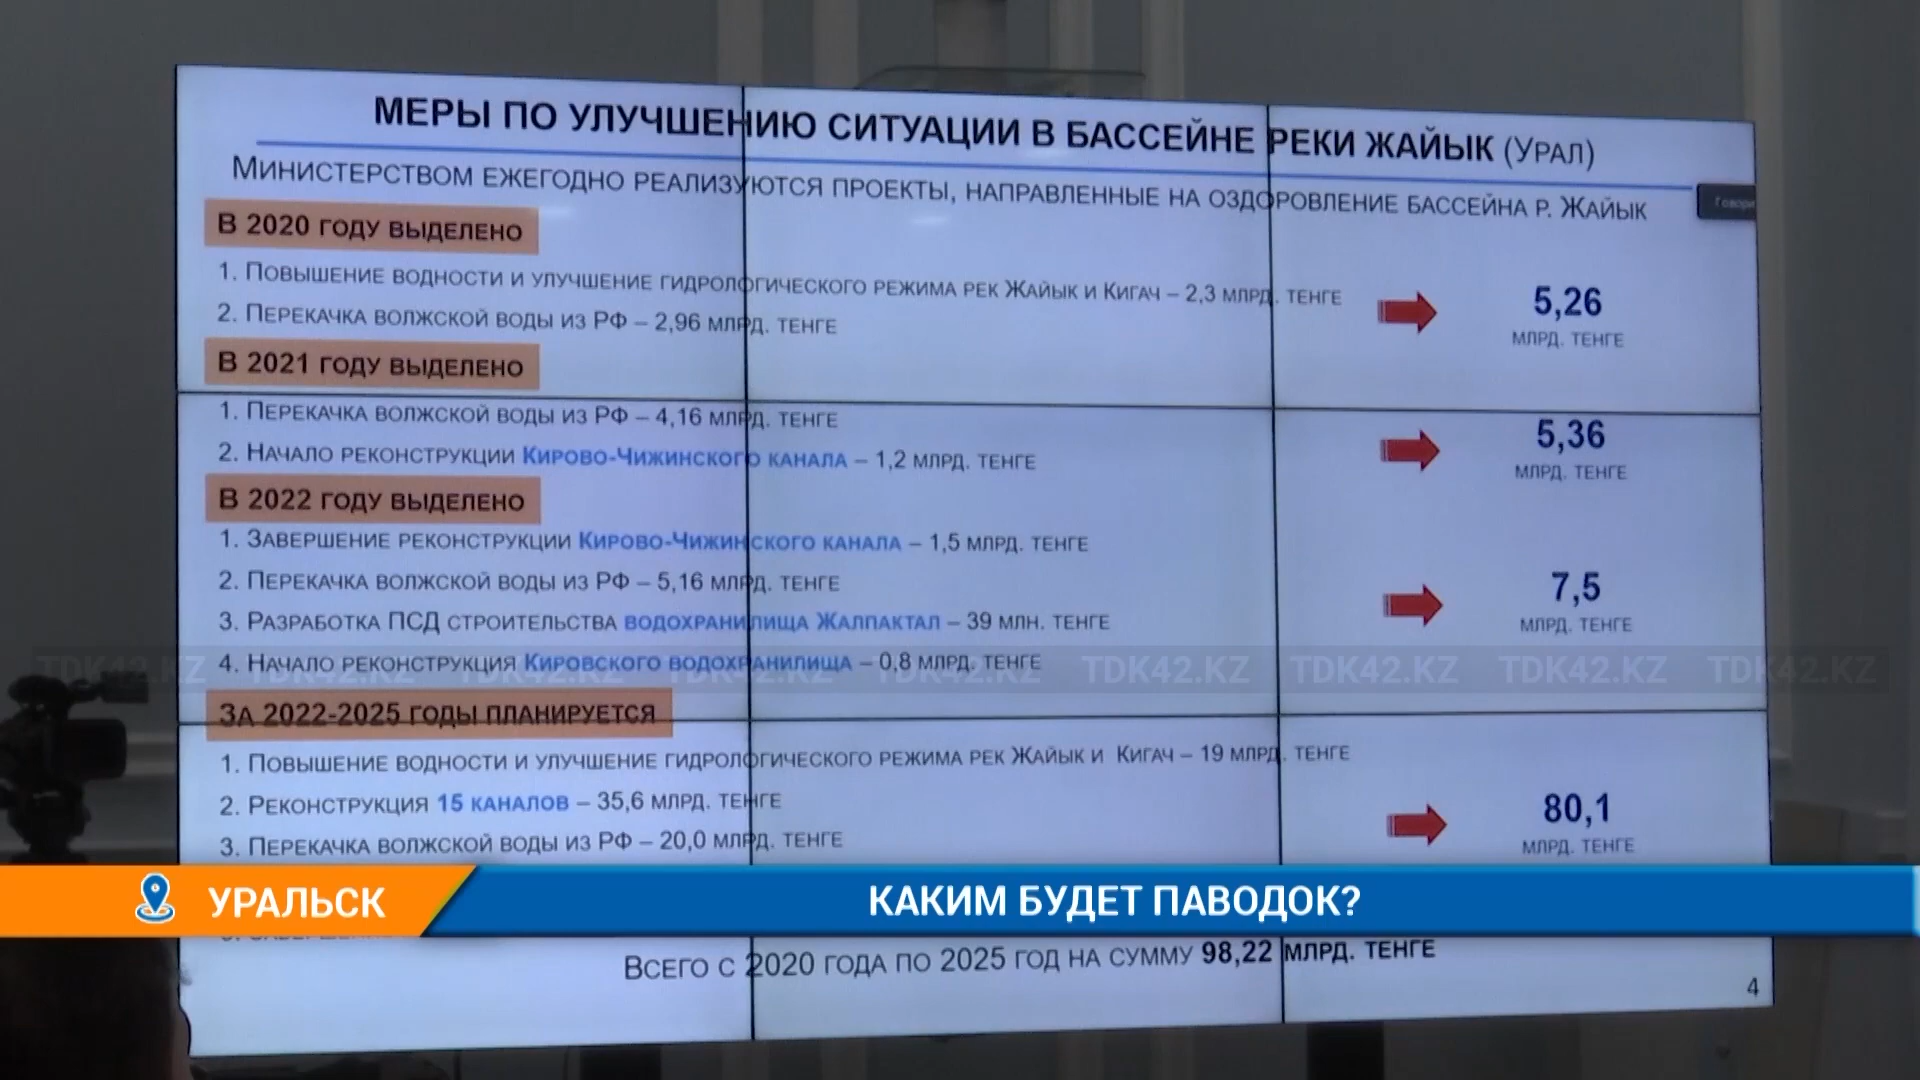 МЕРЫ ПО УЛУЧШЕНИЮ СИТУАЦИИ В БАССЕЙНЕ РЕКИ ЖАЙЫК (УРАЛ)
МИНИСТЕРСТВОМ ЕЖЕГОДНО РЕАЛИЗУЮТСЯ ПРОЕКТЫ, НАПРАВЛЕННЫЕ НА ОЗДОРОВЛЕНИЕ БАССЕЙНА Р. ЖАЙЫК
В 2020 ГОДУ ВЫДЕЛЕНО
1. ПОВЫШЕНИЕ ВОДНОСТИ И УЛУЧШЕНИЕ ГИДРОЛОГИЧЕСКОГО РЕЖИМА РЕК ЖАЙЫК И КИГАЧ – 2,3 МЛРД. ТЕНГЕ
2. ПЕРЕКАЧКА ВОЛЖСКОЙ ВОДЫ ИЗ РФ – 2,96 МЛРД. ТЕНГЕ
5,26
МЛРД. ТЕНГЕ
В 2021 ГОДУ ВЫДЕЛЕНО
1. ПЕРЕКАЧКА ВОЛЖСКОЙ ВОДЫ ИЗ РФ – 4,16 МЛРД. ТЕНГЕ
2. НАЧАЛО РЕКОНСТРУКЦИИ КИРОВО-ЧИЖИНСКОГО КАНАЛА – 1,2 МЛРД. ТЕНГЕ
5,36
МЛРД. ТЕНГЕ
В 2022 ГОДУ ВЫДЕЛЕНО
1. ЗАВЕРШЕНИЕ РЕКОНСТРУКЦИИ КИРОВО-ЧИЖИНСКОГО КАНАЛА – 1,5 МЛРД. ТЕНГЕ
2. ПЕРЕКАЧКА ВОЛЖСКОЙ ВОДЫ ИЗ РФ – 5,16 МЛРД. ТЕНГЕ
3. РАЗРАБОТКА ПСД СТРОИТЕЛЬСТВА ВОДОХРАНИЛИЩА ЖАЛПАКТАЛ – 39 МЛН. ТЕНГЕ
4. НАЧАЛО РЕКОНСТРУКЦИЯ КИРОВСКОГО ВОДОХРАНИЛИЩА – 0,8 МЛРД. ТЕНГЕ
7,5
МЛРД. ТЕНГЕ
TDK42.KZ TDK42.KZ TDK42.KZ TDK42.KZ TDK42.KZ TDK42.KZ TDK42.KZ TDK42.KZ TDK42.KZ
ЗА 2022-2025 ГОДЫ ПЛАНИРУЕТСЯ
1. ПОВЫШЕНИЕ ВОДНОСТИ И УЛУЧШЕНИЕ ГИДРОЛОГИЧЕСКОГО РЕЖИМА РЕК ЖАЙЫК И КИГАЧ – 19 МЛРД. ТЕНГЕ
2. РЕКОНСТРУКЦИЯ 15 КАНАЛОВ – 35,6 МЛРД. ТЕНГЕ
3. ПЕРЕКАЧКА ВОЛЖСКОЙ ВОДЫ ИЗ РФ – 20,0 МЛРД. ТЕНГЕ
80,1
МЛРД. ТЕНГЕ
УРАЛЬСК
КАКИМ БУДЕТ ПАВОДОК?
ВСЕГО С 2020 ГОДА ПО 2025 ГОД НА СУММУ 98,22 МЛРД. ТЕНГЕ
4